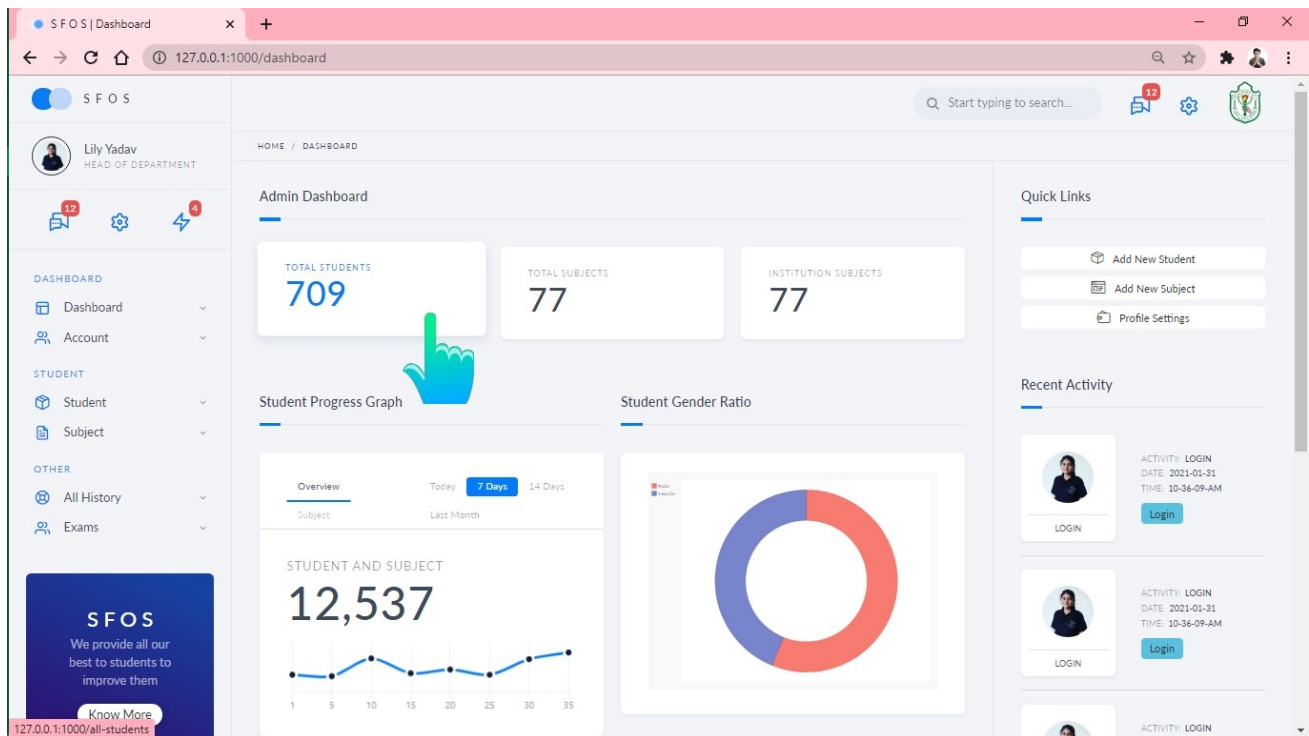 S F O S | Dashboard
127.0.0.1:1000/dashboard
S F O S
Start typing to search...
12
Lily Yadav
HEAD OF DEPARTMENT
HOME / DASHBOARD
12
4
DASHBOARD
Dashboard
Account
STUDENT
Student
Subject
OTHER
All History
Exams
S F O S
We provide all our
best to students to
improve them
Know More
127.0.0.1:1000/all-students
Admin Dashboard
TOTAL STUDENTS
709
TOTAL SUBJECTS
77
INSTITUTION SUBJECTS
77
Student Progress Graph
Overview
Today 7 Days 14 Days
Subject
Last Month
STUDENT AND SUBJECT
12,537
1 5 10 15 20 25 30 35
Student Gender Ratio
Male
Female
Quick Links
Add New Student
Add New Subject
Profile Settings
Recent Activity
LOGIN
ACTIVITY: LOGIN
DATE: 2021-01-31
TIME: 10-36-09-AM
Login
LOGIN
ACTIVITY: LOGIN
DATE: 2021-01-31
TIME: 10-36-09-AM
Login
ACTIVITY: LOGIN